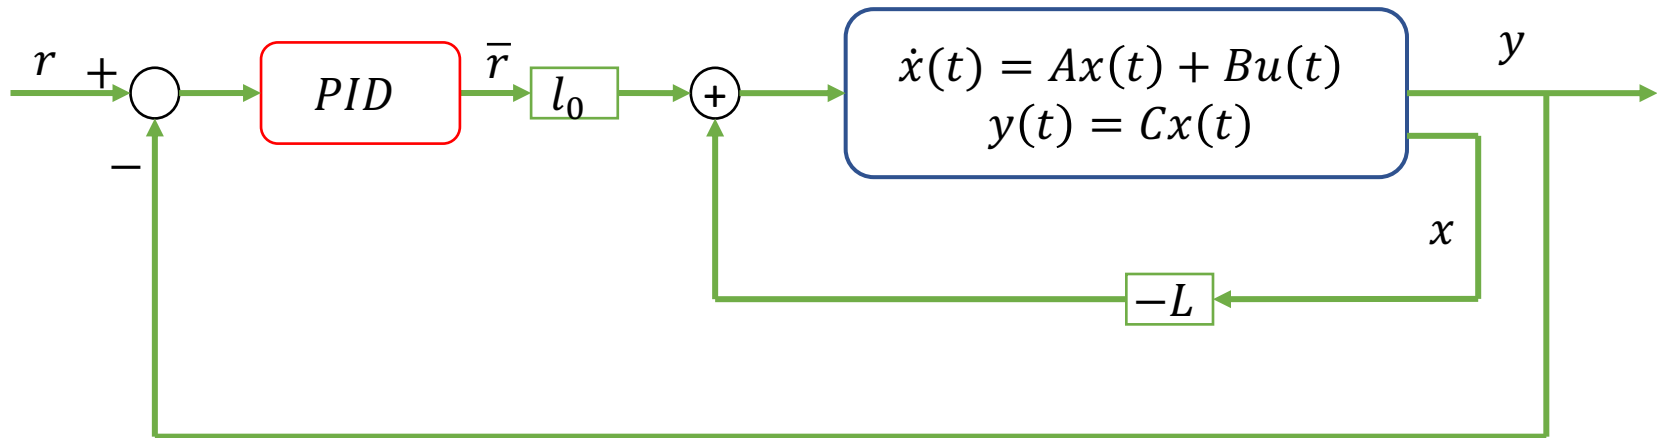 r
+
−
PID
r̅
l₀
+
ẋ(t) = Ax(t) + Bu(t)
y(t) = Cx(t)
y
x
−L